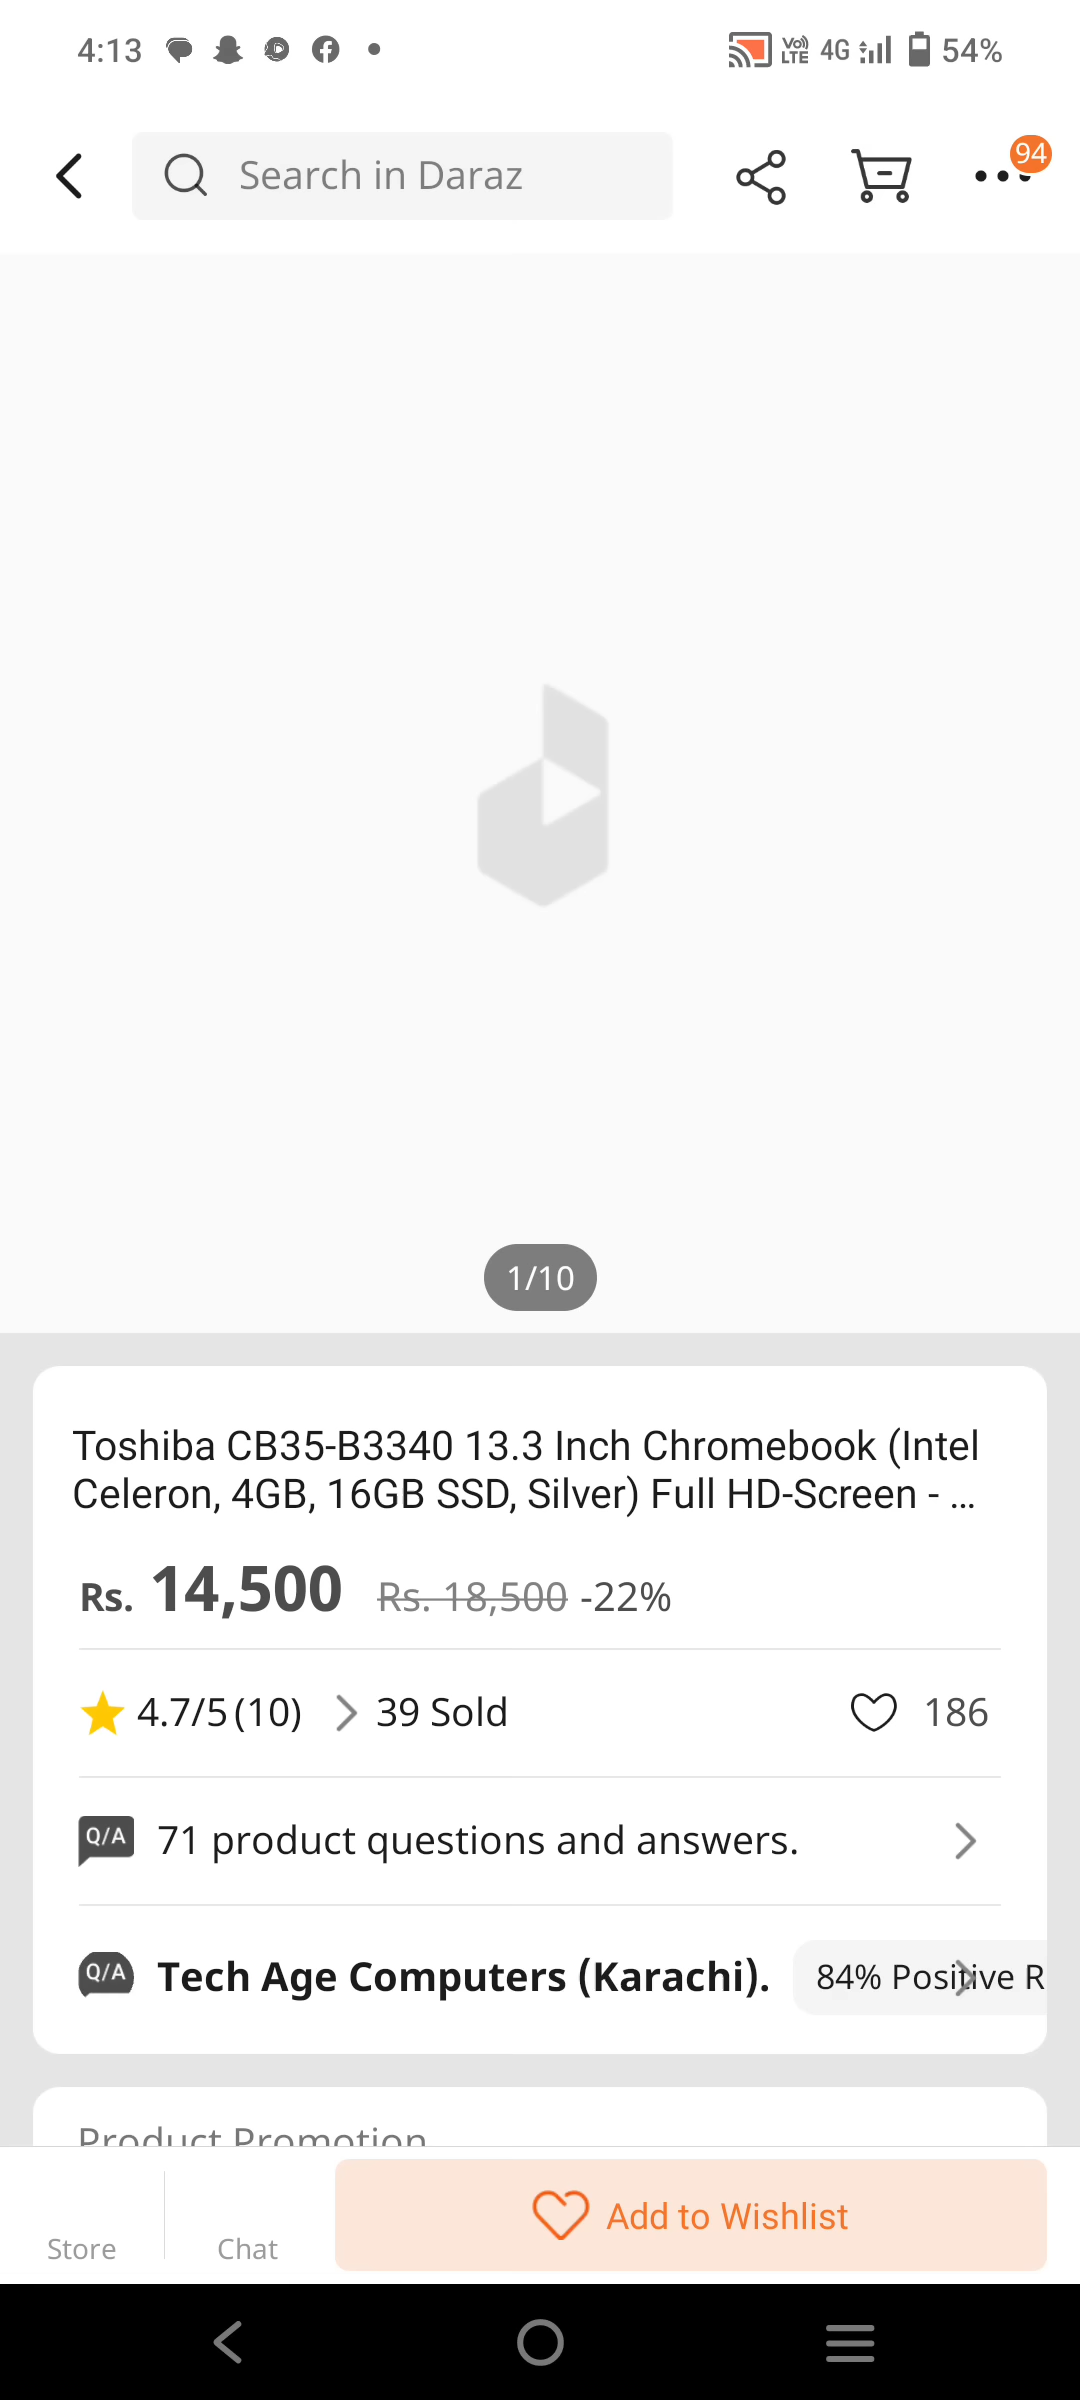 4:13 VoD LTE 4G 54%
Search in Daraz
94
1/10
Toshiba CB35-B3340 13.3 Inch Chromebook (Intel
Celeron, 4GB, 16GB SSD, Silver) Full HD-Screen - ...
Rs. 14,500 Rs. 18,500 -22%
4.7/5 (10) 39 Sold 186
Q/A 71 product questions and answers.
Q/A Tech Age Computers (Karachi). 84% Positive R
Product Promotion
Store Chat Add to Wishlist